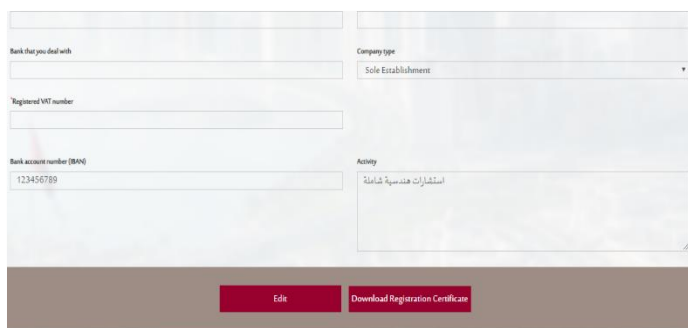 Bank that you deal with
Company type
Sole Establishment
*Registered VAT number
Bank account number (IBAN)
Activity
123456789
استشارات هندسية شاملة
Edit
Download Registration Certificate